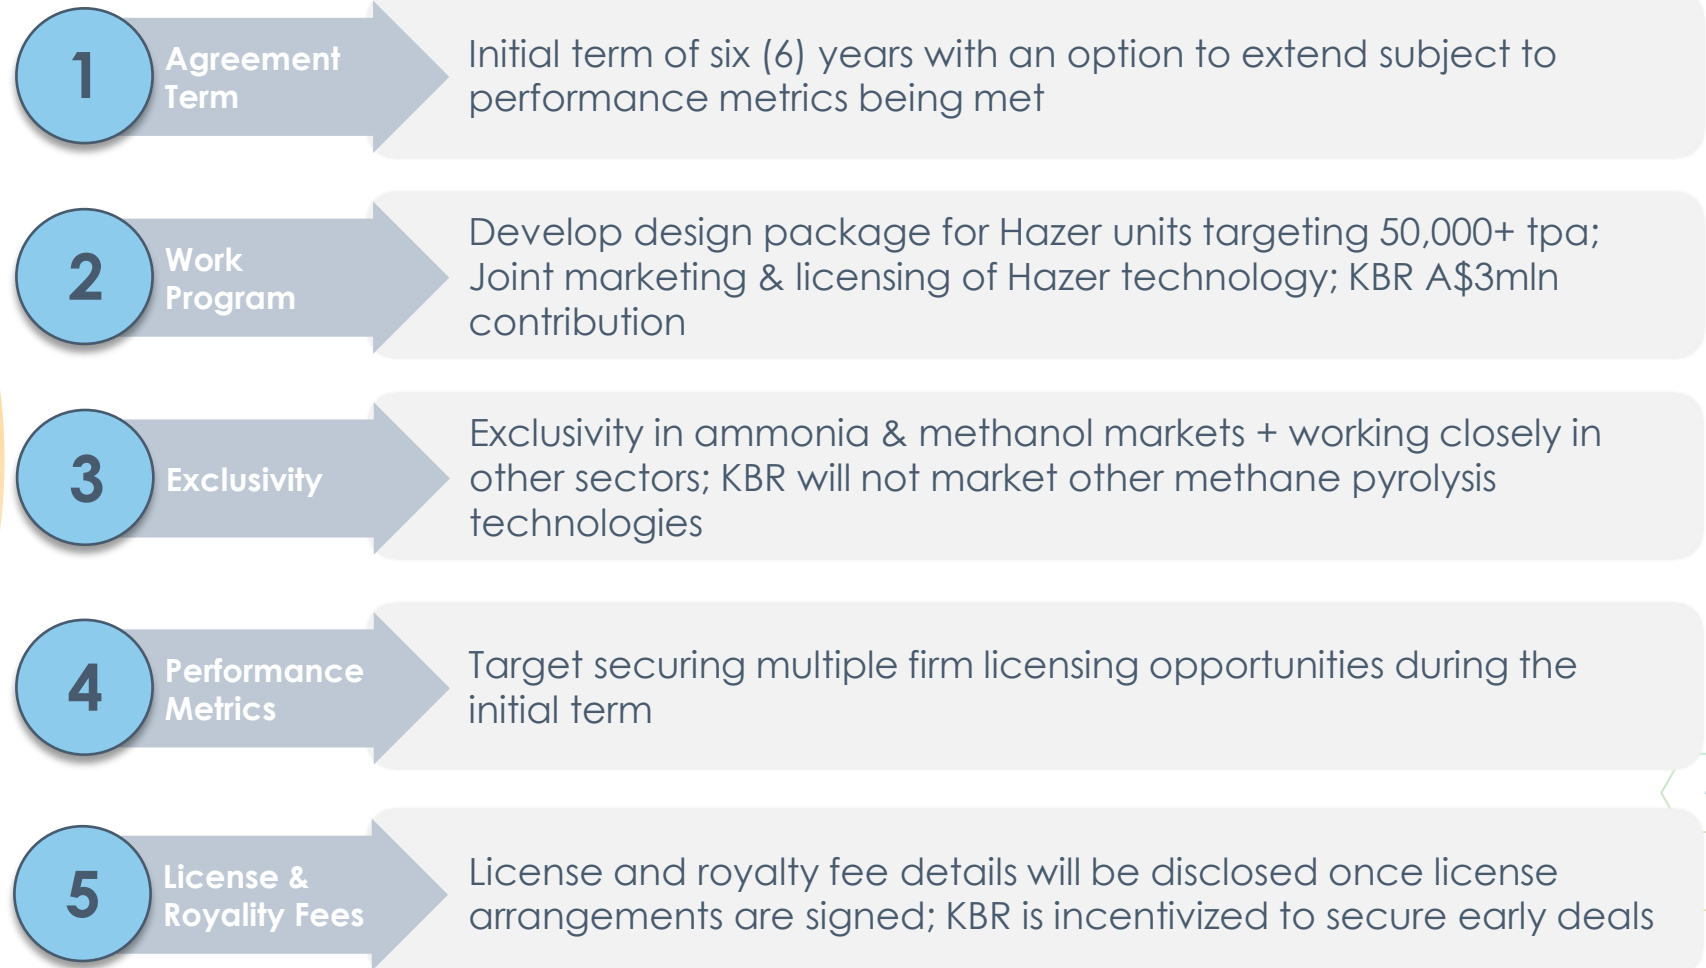 1
Agreement
Term
Initial term of six (6) years with an option to extend subject to
performance metrics being met
2
Work
Program
Develop design package for Hazer units targeting 50,000+ tpa;
Joint marketing & licensing of Hazer technology; KBR A$3mln
contribution
3
Exclusivity
Exclusivity in ammonia & methanol markets + working closely in
other sectors; KBR will not market other methane pyrolysis
technologies
4
Performance
Metrics
Target securing multiple firm licensing opportunities during the
initial term
5
License &
Royality Fees
License and royalty fee details will be disclosed once license
arrangements are signed; KBR is incentivized to secure early deals